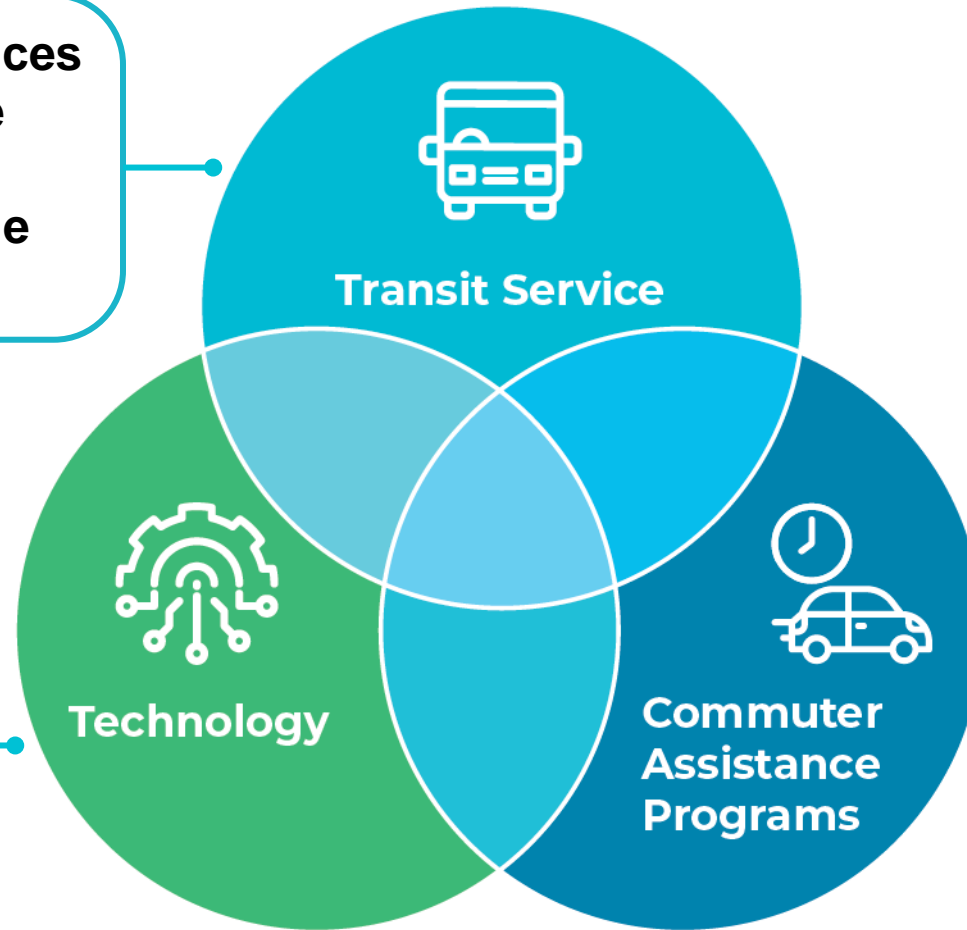 ces
e
e
Transit Service
Technology
Commuter
Assistance
Programs